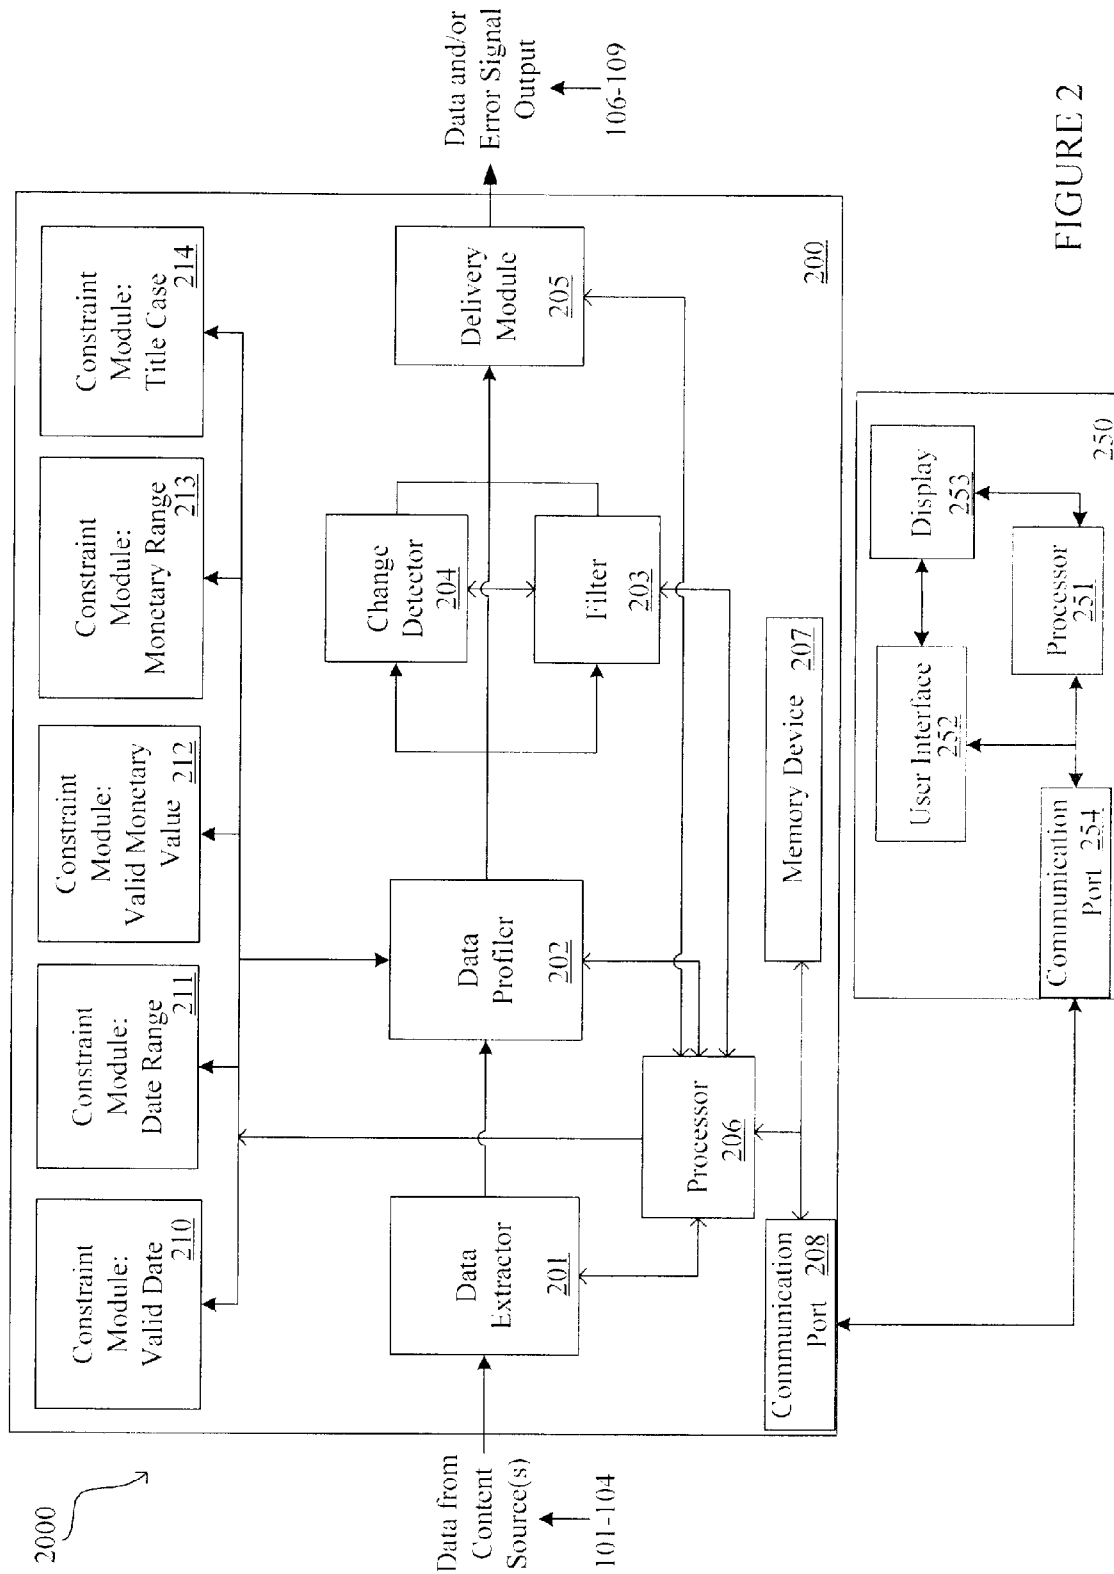 2000
Constraint
Module:
Valid Date
210
Constraint
Module:
Date Range
211
Constraint
Module:
Valid Monetary
Value
212
Constraint
Module:
Monetary Range
213
Constraint
Module:
Title Case
214
Data from
Content
Source(s)
101-104
Data
Extractor
201
Data
Profiler
202
Change
Detector
204
Filter
203
Delivery
Module
205
Data and/or
Error Signal
Output
106-109
Processor
206
Communication
Port 208
Memory Device 207
200
Communication
Port 254
User Interface
252
Display
253
Processor
251
250
FIGURE 2